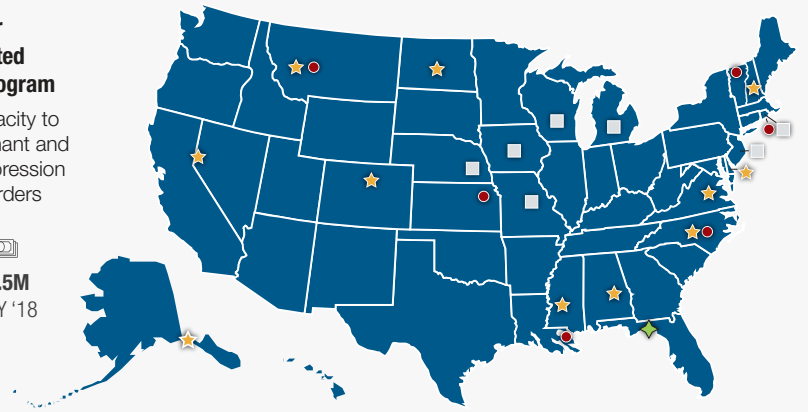 ted
ogram
acity to
nant and
pression
rders
.5M
Y ‘18